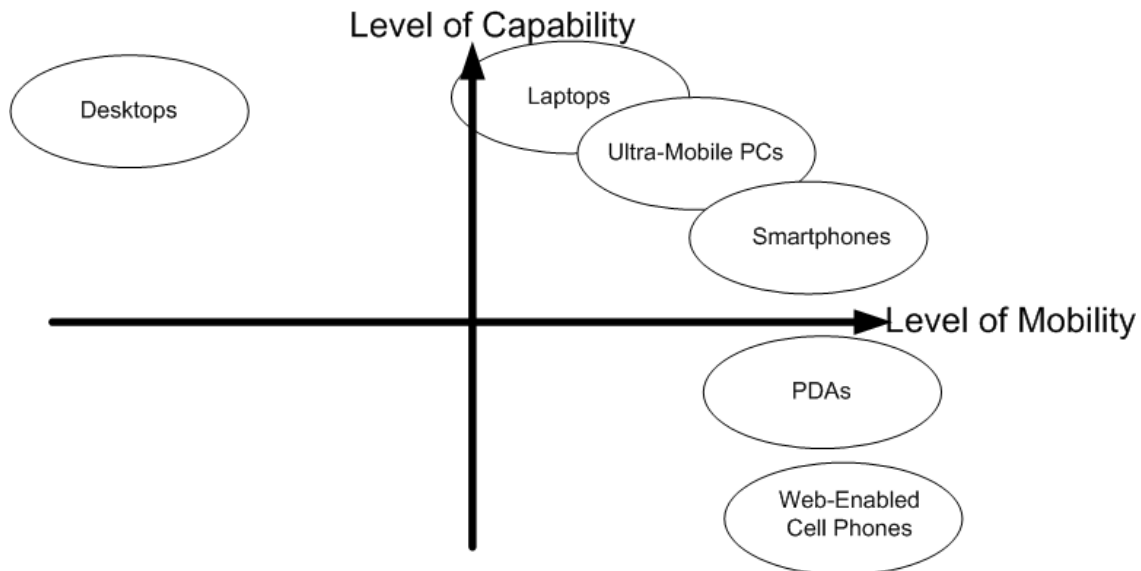 Level of Capability
Desktops
Laptops
Ultra-Mobile PCs
Smartphones
Level of Mobility
PDAs
Web-Enabled
Cell Phones